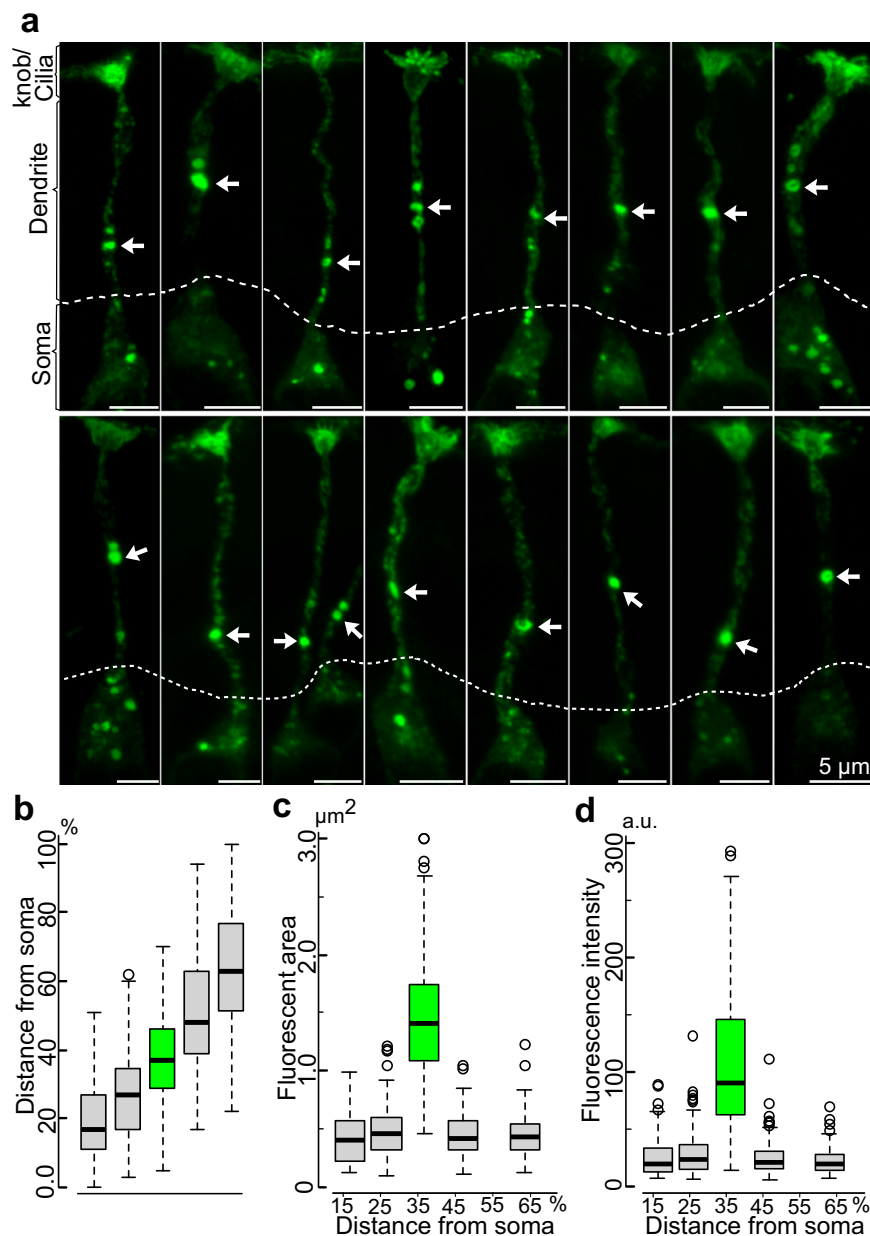 a
knob/
Cilia
Dendrite
Soma
5 µm
b
%
Distance from soma
100
80
60
40
20
0.0
c
µm2
Fluorescent area
3.0
2.0
1.0
0
15 25 35 45 55 65 %
Distance from soma
d
a.u.
Fluorescence intensity
300
200
100
0
15 25 35 45 55 65 %
Distance from soma